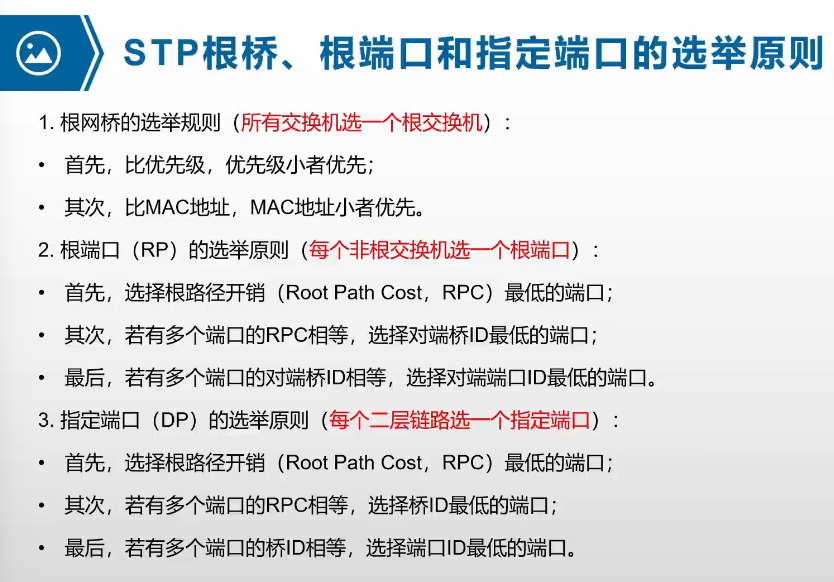 STP根桥、根端口和指定端口的选举原则
1. 根网桥的选举规则（所有交换机选一个根交换机）：
• 首先，比优先级，优先级小者优先；
• 其次，比MAC地址，MAC地址小者优先。
2. 根端口（RP）的选举原则（每个非根交换机选一个根端口）：
• 首先，选择根路径开销（Root Path Cost，RPC）最低的端口；
• 其次，若有多个端口的RPC相等，选择对端桥ID最低的端口；
• 最后，若有多个端口的对端桥ID相等，选择对端端口ID最低的端口。
3. 指定端口（DP）的选举原则（每个二层链路选一个指定端口）：
• 首先，选择根路径开销（Root Path Cost，RPC）最低的端口；
• 其次，若有多个端口的RPC相等，选择桥ID最低的端口；
• 最后，若有多个端口的桥ID相等，选择端口ID最低的端口。